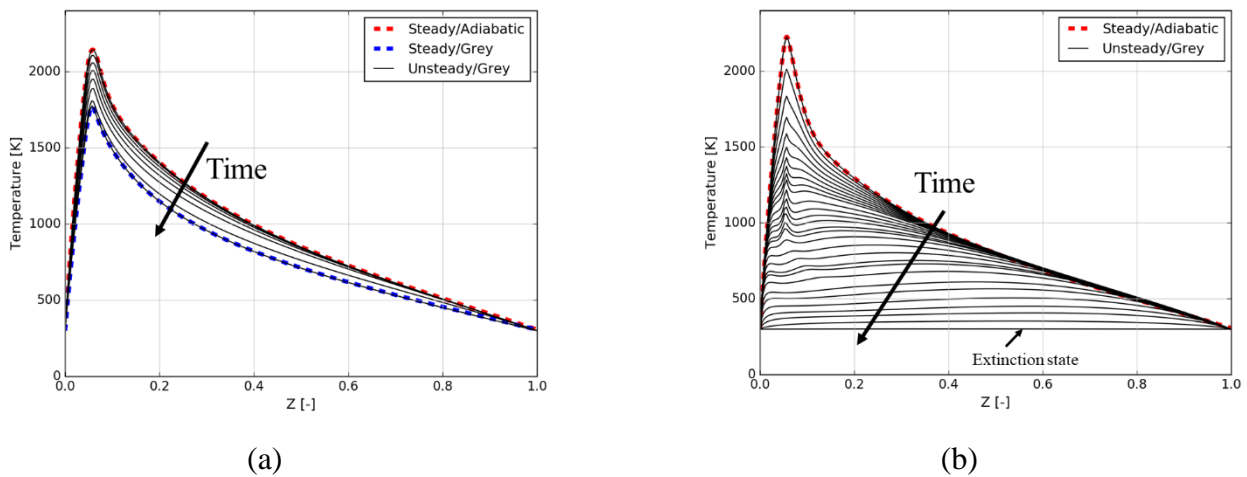 Steady/Adiabatic
Steady/Grey
Unsteady/Grey
Time
Temperature [K]
2000
1500
1000
500
0
0.0 0.2 0.4 0.6 0.8 1.0
Z [-]
(a)
Steady/Adiabatic
Unsteady/Grey
Time
Extinction state
Temperature [K]
2000
1500
1000
500
0
0.0 0.2 0.4 0.6 0.8 1.0
Z [-]
(b)